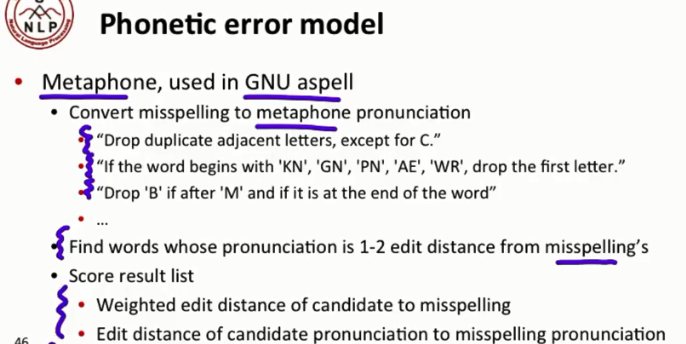 NLP
Natural Language Processing
Phonetic error model
• Metaphone, used in GNU aspell
• Convert misspelling to metaphone pronunciation
• “Drop duplicate adjacent letters, except for C.”
• “If the word begins with 'KN', 'GN', 'PN', 'AE', 'WR', drop the first letter.”
• “Drop 'B' if after 'M' and if it is at the end of the word”
• ...
• Find words whose pronunciation is 1-2 edit distance from misspelling’s
• Score result list
• Weighted edit distance of candidate to misspelling
• Edit distance of candidate pronunciation to misspelling pronunciation
46